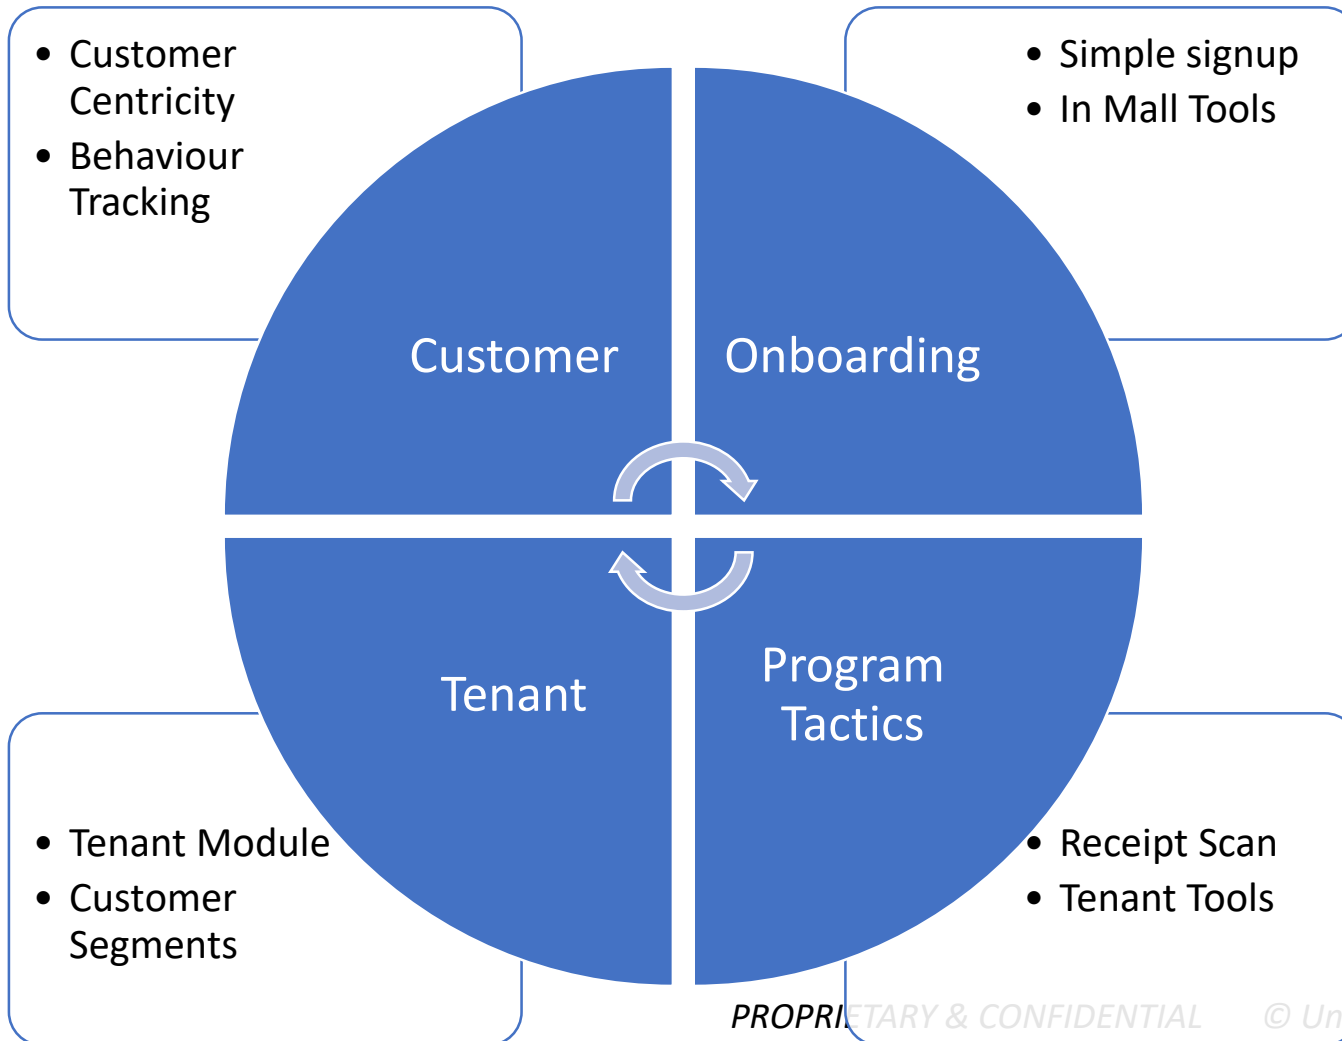 • Customer
Centricity
• Behaviour
Tracking
• Simple signup
• In Mall Tools
Customer
Onboarding
Tenant
Program
Tactics
• Tenant Module
• Customer
Segments
• Receipt Scan
• Tenant Tools
PROPRIETARY & CONFIDENTIAL ©